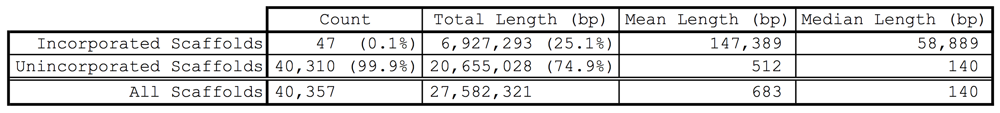 Count Total Length (bp) Mean Length (bp) Median Length (bp)
Incorporated Scaffolds 47 (0.1%) 6,927,293 (25.1%) 147,389 58,889
Unincorporated Scaffolds 40,310 (99.9%) 20,655,028 (74.9%) 512 140
All Scaffolds 40,357 27,582,321 683 140